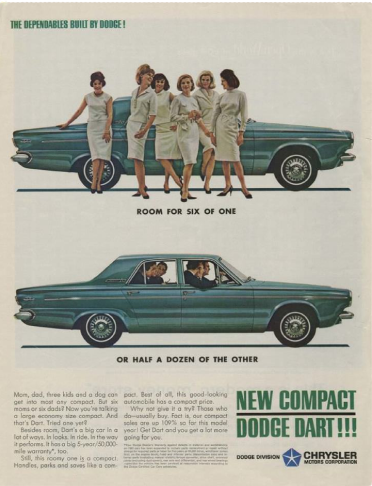 THE DEPENDABLES BUILT BY DODGE!
ROOM FOR SIX OF ONE
OR HALF A DOZEN OF THE OTHER
Mom, dad, three kids and a dog can
get into most any compact. But six
moms or six dads? Now you're talking
a large economy size compact. And
that's Dart. Tried one yet?
Besides room, Dart's a big car in a
lot of ways. In looks. In ride. In the way
it performs. It has a big 5-year/50,000-
mile warranty*, too.
Still, this roomy one is a compact.
Handles, parks and saves like a com-
pact. Best of all, this good-looking
automobile has a compact price.
Why not give it a try? Those who
do—usually buy. Fact is, our compact
sales are up 109% so far this model
year! Get Dart and you get a lot more
going for you.
NEW COMPACT
DODGE DART!!!
DODGE DIVISION CHRYSLER
MOTORS CORPORATION